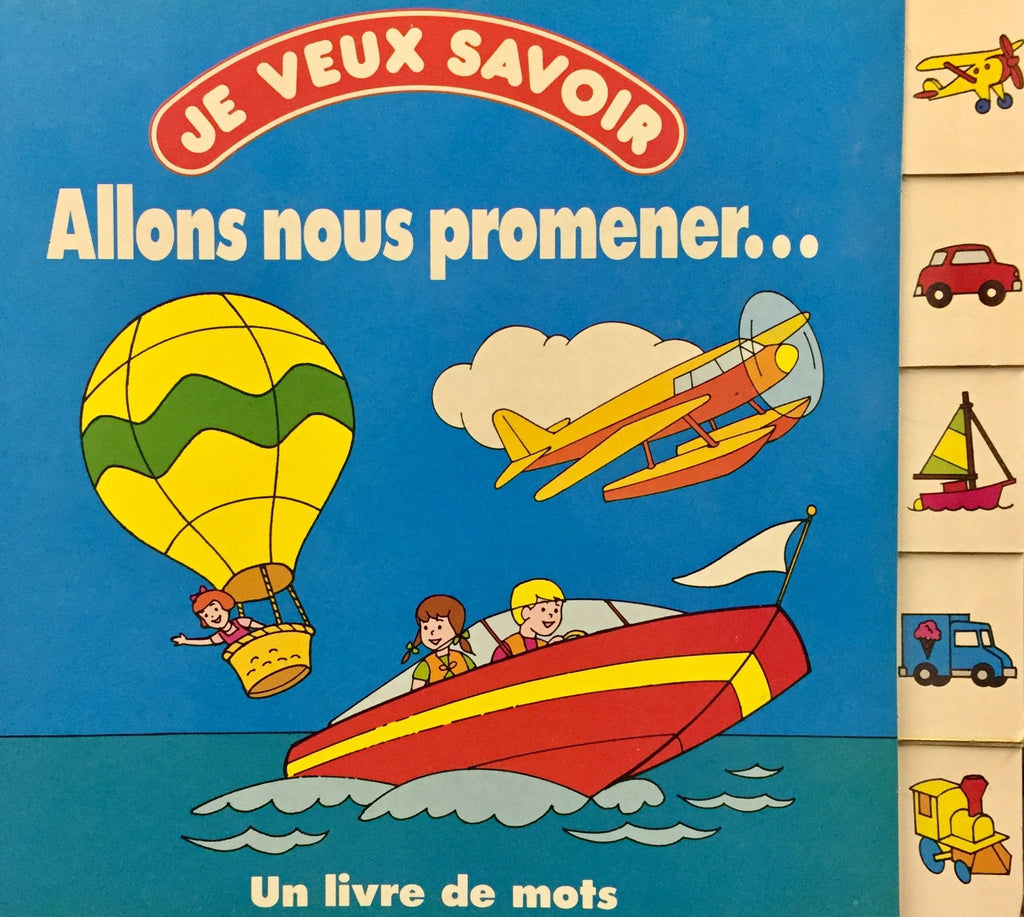 JE VEUX SAVOIR
Allons nous promener...
Un livre de mots